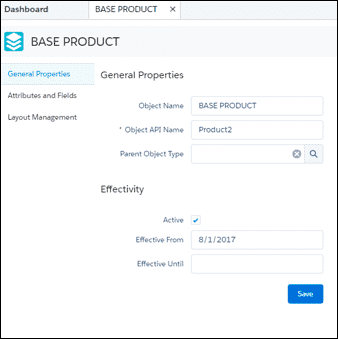 Dashboard BASE PRODUCT ✕
BASE PRODUCT
General Properties
Attributes and Fields
Layout Management
General Properties
Object Name BASE PRODUCT
* Object API Name Product2
Parent Object Type
Effectivity
Active
Effective From 8/1/2017
Effective Until
Save